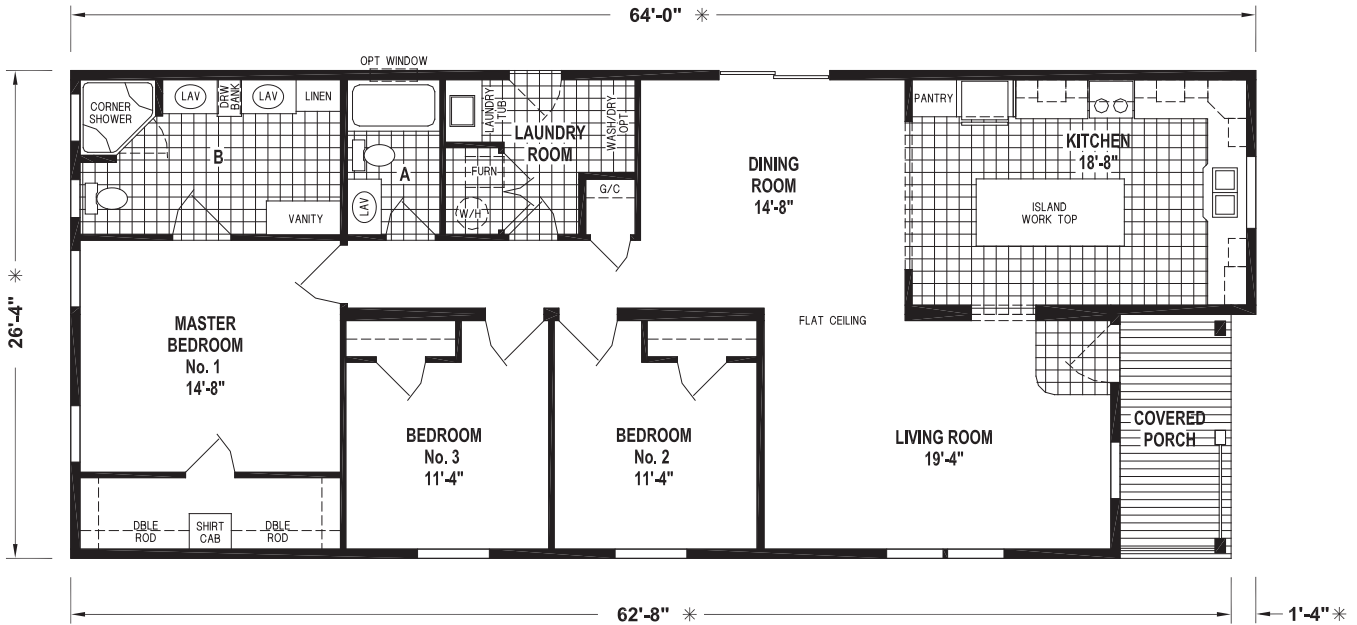 64'-0" ✳
OPT WINDOW
CORNER
SHOWER
LAV
DRW
BANK
LAV
LINEN
B
VANITY
A
LAV
LAUNDRY
TUB
LAUNDRY
ROOM
WASH/DRY
OPT
FURN
W/H
G/C
DINING
ROOM
14'-8"
PANTRY
KITCHEN
18'-8"
ISLAND
WORK TOP
26'-4" ✳
MASTER
BEDROOM
No. 1
14'-8"
FLAT CEILING
DBLE
ROD
SHIRT
CAB
DBLE
ROD
BEDROOM
No. 3
11'-4"
BEDROOM
No. 2
11'-4"
LIVING ROOM
19'-4"
COVERED
PORCH
62'-8" ✳
1'-4" ✳